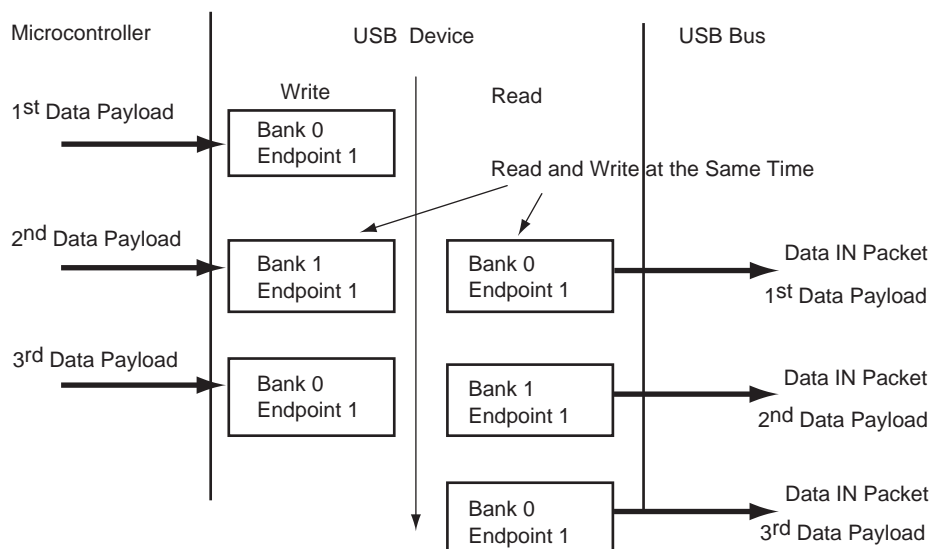 Microcontroller
USB Device
USB Bus
Write
Read
1st Data Payload
Bank 0
Endpoint 1
Read and Write at the Same Time
2nd Data Payload
Bank 1
Endpoint 1
Bank 0
Endpoint 1
Data IN Packet
1st Data Payload
3rd Data Payload
Bank 0
Endpoint 1
Bank 1
Endpoint 1
Data IN Packet
2nd Data Payload
Bank 0
Endpoint 1
Data IN Packet
3rd Data Payload